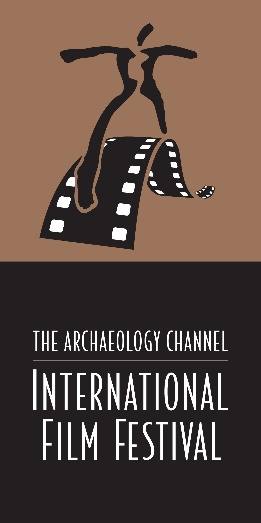 THE ARCHAEOLOGY CHANNEL
INTERNATIONAL
FILM FESTIVAL